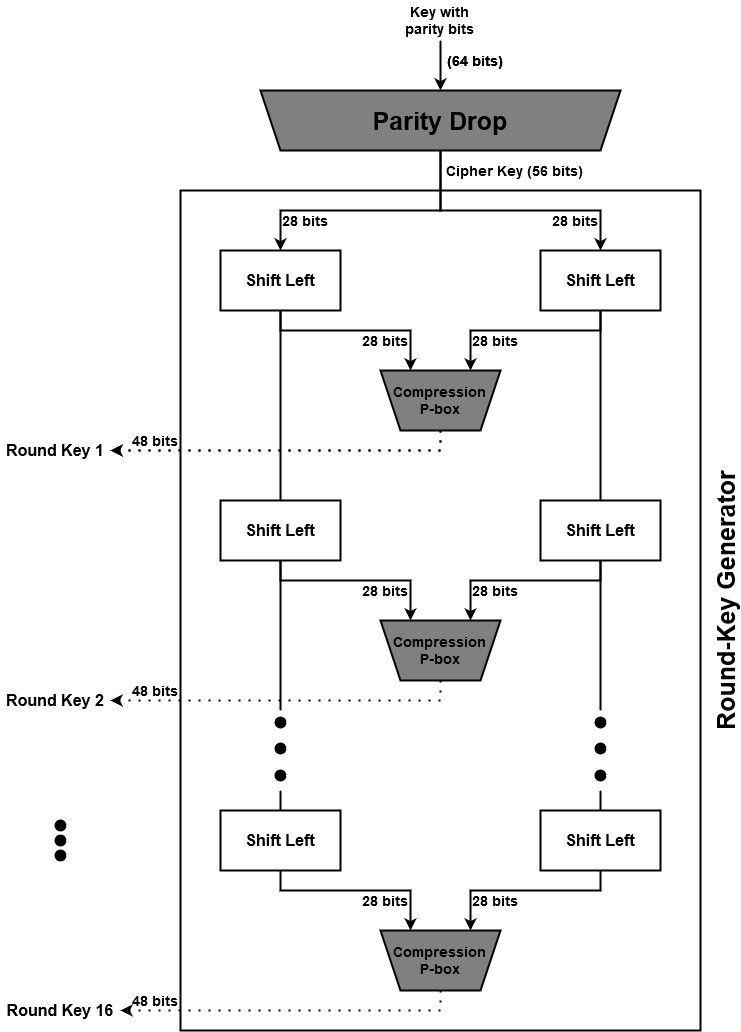 Key with
parity bits
(64 bits)
Parity Drop
Cipher Key (56 bits)
28 bits
28 bits
Shift Left
Shift Left
28 bits
28 bits
Compression
P-box
48 bits
Round Key 1
Shift Left
Shift Left
28 bits
28 bits
Compression
P-box
48 bits
Round Key 2
Shift Left
Shift Left
28 bits
28 bits
Compression
P-box
48 bits
Round Key 16
Round-Key Generator